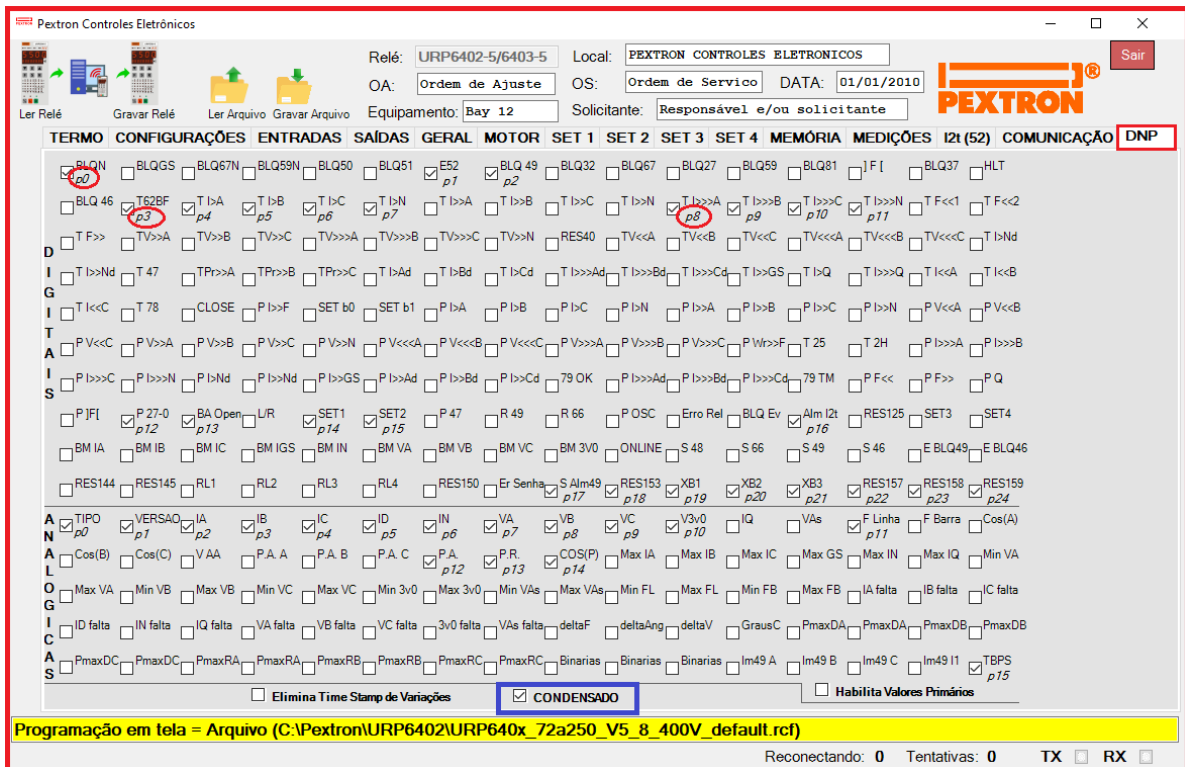 Pextron Controles Eletrônicos
Relé: URP6402-5/6403-5 Local: PEXTRON CONTROLES ELETRONICOS Sair
OA: Ordem de Ajuste OS: Ordem de Serviço DATA: 01/01/2010
Ler Relé Gravar Relé Ler Arquivo Gravar Arquivo Equipamento: Bay 12 Solicitante: Responsável e/ou solicitante
PEXTRON ®
TERMO CONFIGURAÇÕES ENTRADAS SAÍDAS GERAL MOTOR SET 1 SET 2 SET 3 SET 4 MEMÓRIA MEDIÇÕES I2t (52) COMUNICAÇÃO DNP
DIGITAIS
BLQN BLQGS BLQ67N BLQ59N BLQ50 BLQ51 E52 BLQ 49 BLQ32 BLQ67 BLQ27 BLQ59 BLQ81 ]F[ BLQ37 HLT
p0 p1 p2
BLQ 46 T62BF T I>A T I>B T I>C T I>N T I>>A T I>>B T I>>C T I>>N T I>>>A T I>>>B T I>>>C T I>>>N T F<<1 T F<<2
p3 p4 p5 p6 p7 p8 p9 p10 p11
T F>> TV>>A TV>>B TV>>C TV>>>A TV>>>B TV>>>C TV>>N RES40 TV<<A TV<<B TV<<C TV<<<A TV<<<B TV<<<C T I>Nd
T I>>Nd T 47 TPr>>A TPr>>B TPr>>C T I>Ad T I>Bd T I>Cd T I>>>Ad T I>>>Bd T I>>>Cd T I>>GS T I>Q T I>>>Q T I<<A T I<<B
T I<<C T 78 CLOSE P I>>F SET b0 SET b1 P I>A P I>B P I>C P I>N P I>>A P I>>B P I>>C P I>>N P V<<A P V<<B
P V<<C P V>>A P V>>B P V>>C P V>>N P V<<<A P V<<<B P V<<<C P V>>>A P V>>>B P V>>>C P Wr>>F T 25 T 2H P I>>>A P I>>>B
P I>>>C P I>>>N P I>Nd P I>>Nd P I>>GS P I>>Ad P I>>Bd P I>>Cd 79 OK P I>>>Ad P I>>>Bd P I>>>Cd 79 TM P F<< P F>> P Q
P ]F[ P 27-0 BA Open L/R SET1 SET2 P 47 R 49 R 66 P OSC Erro Rel BLQ Ev Alm I2t RES125 SET3 SET4
p12 p13 p14 p15 p16
BM IA BM IB BM IC BM IGS BM IN BM VA BM VB BM VC BM 3V0 ONLINE S 48 S 66 S 49 S 46 E BLQ49 E BLQ46
RES144 RES145 RL1 RL2 RL3 RL4 RES150 Er Senha S Alm49 RES153 XB1 XB2 XB3 RES157 RES158 RES159
p17 p18 p19 p20 p21 p22 p23 p24
ANALOGICAS
TIPO VERSAO IA IB IC ID IN VA VB VC V3v0 IQ VAs F Linha F Barra Cos(A)
p0 p1 p2 p3 p4 p5 p6 p7 p8 p9 p10 p11
Cos(B) Cos(C) V AA P.A. A P.A. B P.A. C P.A. P.R. COS(P) Max IA Max IB Max IC Max GS Max IN Max IQ Min VA
p12 p13 p14
Max VA Min VB Max VB Min VC Max VC Min 3v0 Max 3v0 Min VAs Max VAs Min FL Max FL Min FB Max FB IA falta IB falta IC falta
ID falta IN falta IQ falta VA falta VB falta VC falta 3v0 falta VAs falta deltaF deltaAng deltaV GrausC PmaxDA PmaxDA PmaxDB PmaxDB
PmaxDC PmaxDC PmaxRA PmaxRA PmaxRB PmaxRB PmaxRC PmaxRC Binarias Binarias Binarias Im49 A Im49 B Im49 C Im49 I1 TBPS
p15
Elimina Time Stamp de Variações CONDENSADO Habilita Valores Primários
Programação em tela = Arquivo (C:\Pextron\URP6402\URP640x_72a250_V5_8_400V_default.rcf)
Reconectando: 0 Tentativas: 0 TX RX